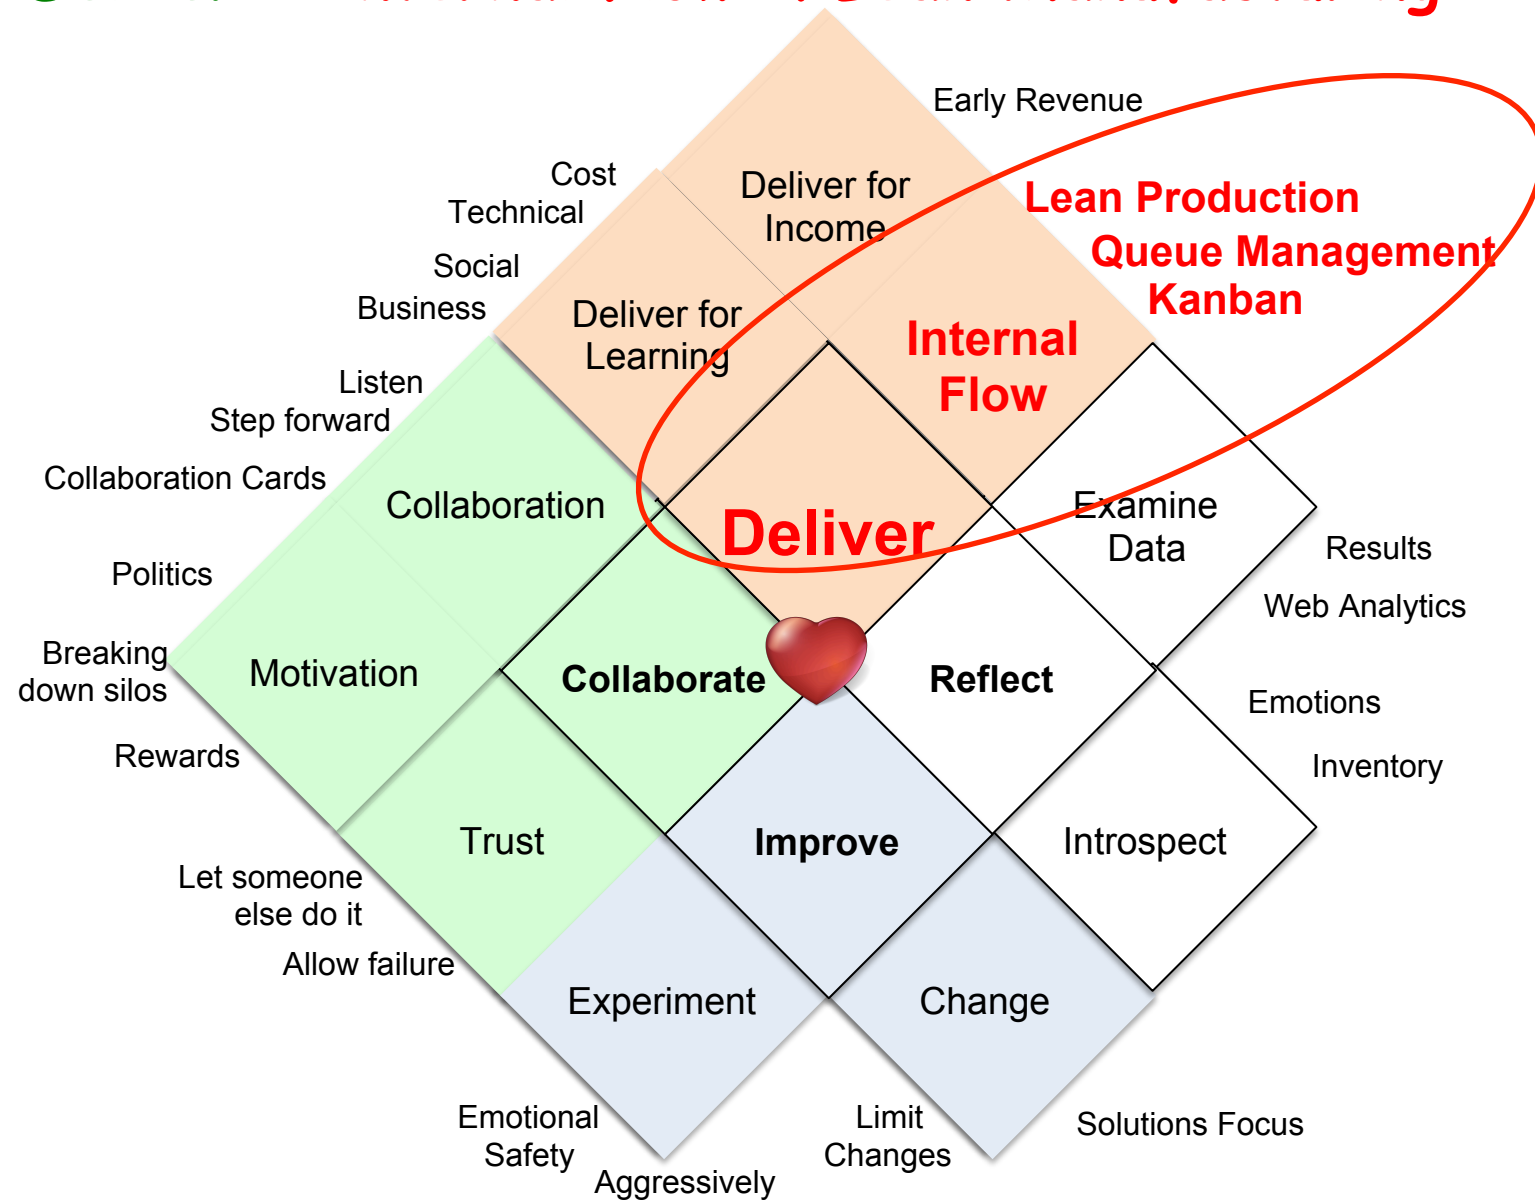 Early Revenue
Cost
Technical
Deliver for
Income
Lean Production
Queue Management
Kanban
Social
Business
Deliver for
Learning
Internal
Flow
Listen
Step forward
Collaboration Cards
Collaboration
Deliver
Examine
Data
Results
Web Analytics
Politics
Breaking
down silos
Motivation
Collaborate
Reflect
Emotions
Inventory
Rewards
Trust
Improve
Introspect
Let someone
else do it
Allow failure
Experiment
Change
Emotional
Safety
Aggressively
Limit
Changes
Solutions Focus